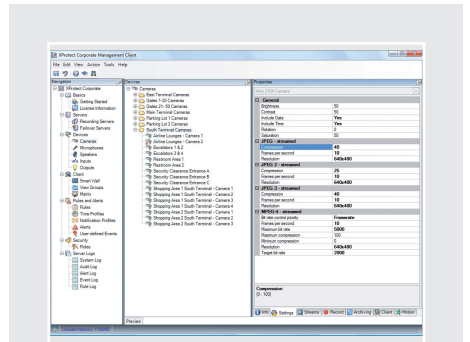 XProtect Corporate Management Client
File Edit View Action Tools Help
Navigation
XProtect Corporate
Basics
Getting Started
License Information
Servers
Recording Servers
Failover Servers
Devices
Cameras
Microphones
Speakers
Inputs
Outputs
Client
Smart Wall
View Groups
Matrix
Rules and Alerts
Rules
Time Profiles
Notification Profiles
Alerts
User-defined Events
Security
Roles
Server Logs
System Log
Audit Log
Alert Log
Event Log
Rule Log
Devices
Cameras
East Terminal Cameras
Gates 1-20 Cameras
Gates 21-50 Cameras
Main Terminal Cameras
Parking Lot 1 Cameras
Parking Lot 2 Cameras
South Terminal Cameras
Airline Lounges - Camera 1
Airline Lounges - Camera 2
Escalators 1 & 2
Escalators 3 & 4
Restroom Area 1
Restroom Area 2
Security Clearance Entrance A
Security Clearance Entrance B
Security Clearance Entrance C
Shopping Area 1 South Terminal - Camera 1
Shopping Area 1 South Terminal - Camera 2
Shopping Area 1 South Terminal - Camera 3
Shopping Area 2 South Terminal - Camera 1
Shopping Area 2 South Terminal - Camera 2
Shopping Area 2 South Terminal - Camera 3
Preview
Properties
Camera
General
Brightness 50
Contrast 50
Include Date Yes
Include Time Yes
Rotation 0
Saturation 50
JPEG - streamed
Compression 40
Frames per second 10
Resolution 640x480
JPEG 2 - streamed
Compression 25
Frames per second 10
Resolution 640x480
JPEG 3 - streamed
Compression 40
Frames per second 10
Resolution 640x480
MPEG-4 - streamed
Bit rate control priority Framerate
Frames per second 10
Maximum bit rate 5000
Maximum compression 100
Minimum compression 0
Resolution 640x480
Target bit rate 2000
Compression
[0 : 100]
Info Settings Streams Record Archiving Client Motion